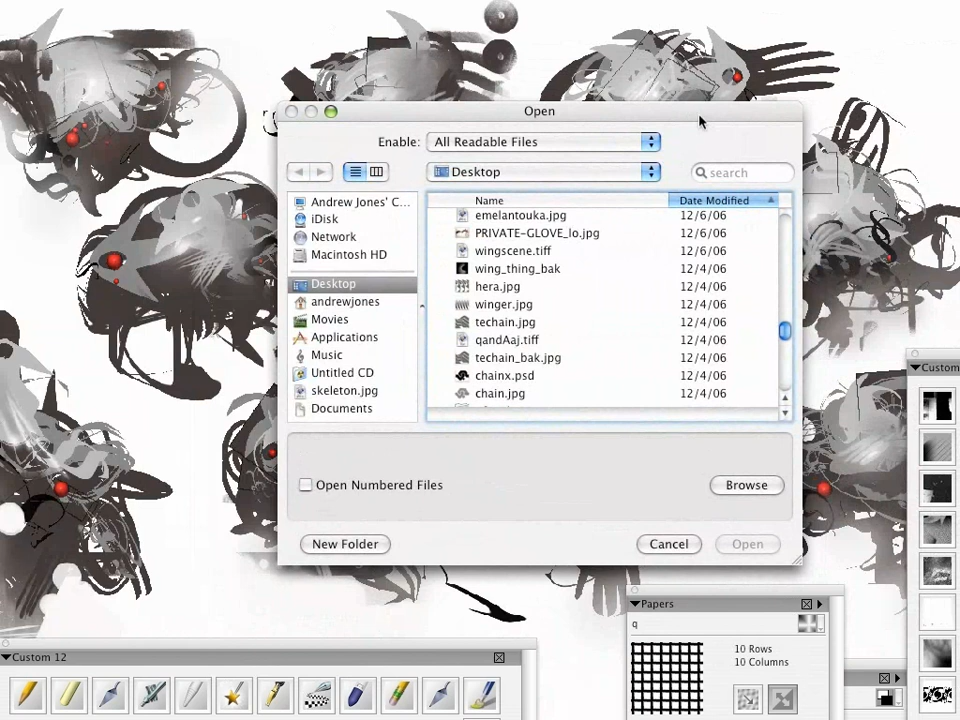 Open
Enable: All Readable Files
Desktop
search
Name Date Modified
Andrew Jones' C...
iDisk
Network
Macintosh HD
Desktop
andrewjones
Movies
Applications
Music
Untitled CD
skeleton.jpg
Documents
emelantouka.jpg 12/6/06
PRIVATE-GLOVE_lo.jpg 12/6/06
wingscene.tiff 12/6/06
wing_thing_bak 12/4/06
hera.jpg 12/4/06
winger.jpg 12/4/06
techain.jpg 12/4/06
qandAaj.tiff 12/4/06
techain_bak.jpg 12/4/06
chainx.psd 12/4/06
chain.jpg 12/4/06
Open Numbered Files
Browse
New Folder
Cancel
Open
Custom
Papers
q
10 Rows
10 Columns
Custom 12